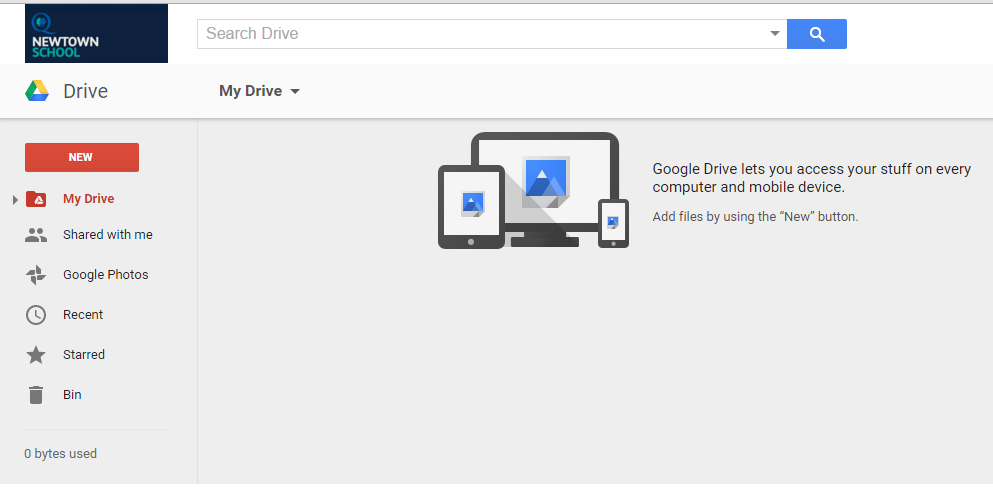 NEWTOWN
SCHOOL
Search Drive
Drive
My Drive
NEW
My Drive
Shared with me
Google Photos
Recent
Starred
Bin
0 bytes used
Google Drive lets you access your stuff on every
computer and mobile device.
Add files by using the “New” button.